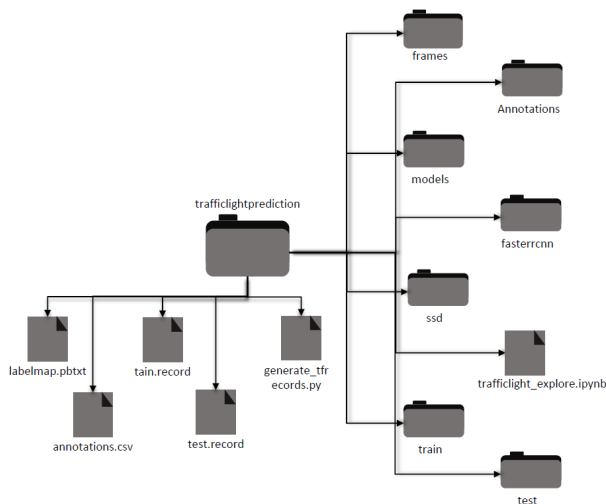 frames
Annotations
models
trafficlightprediction
fasterrcnn
ssd
labelmap.pbtxt
tain.record
generate_tfr
ecords.py
trafficlight_explore.ipynb
annotations.csv
test.record
train
test